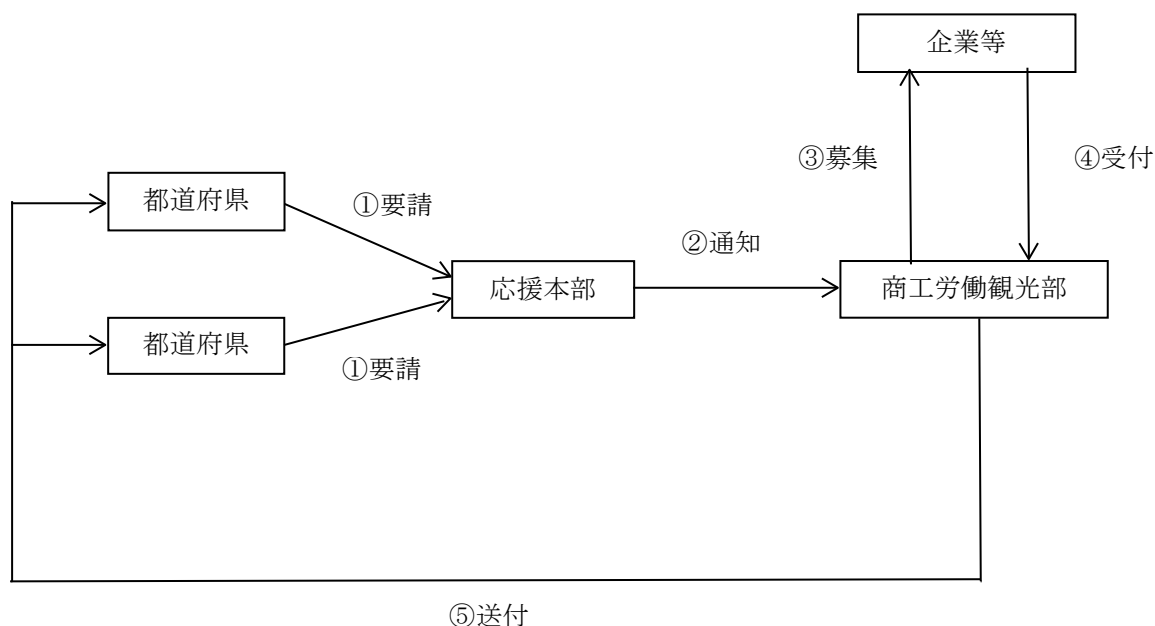 企業等
③募集
④受付
都道府県
①要請
②通知
応援本部
商工労働観光部
都道府県
①要請
⑤送付